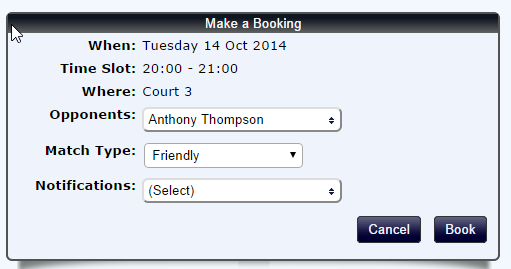 Make a Booking
When: Tuesday 14 Oct 2014
Time Slot: 20:00 - 21:00
Where: Court 3
Opponents: Anthony Thompson
Match Type: Friendly
Notifications: (Select)
Cancel Book